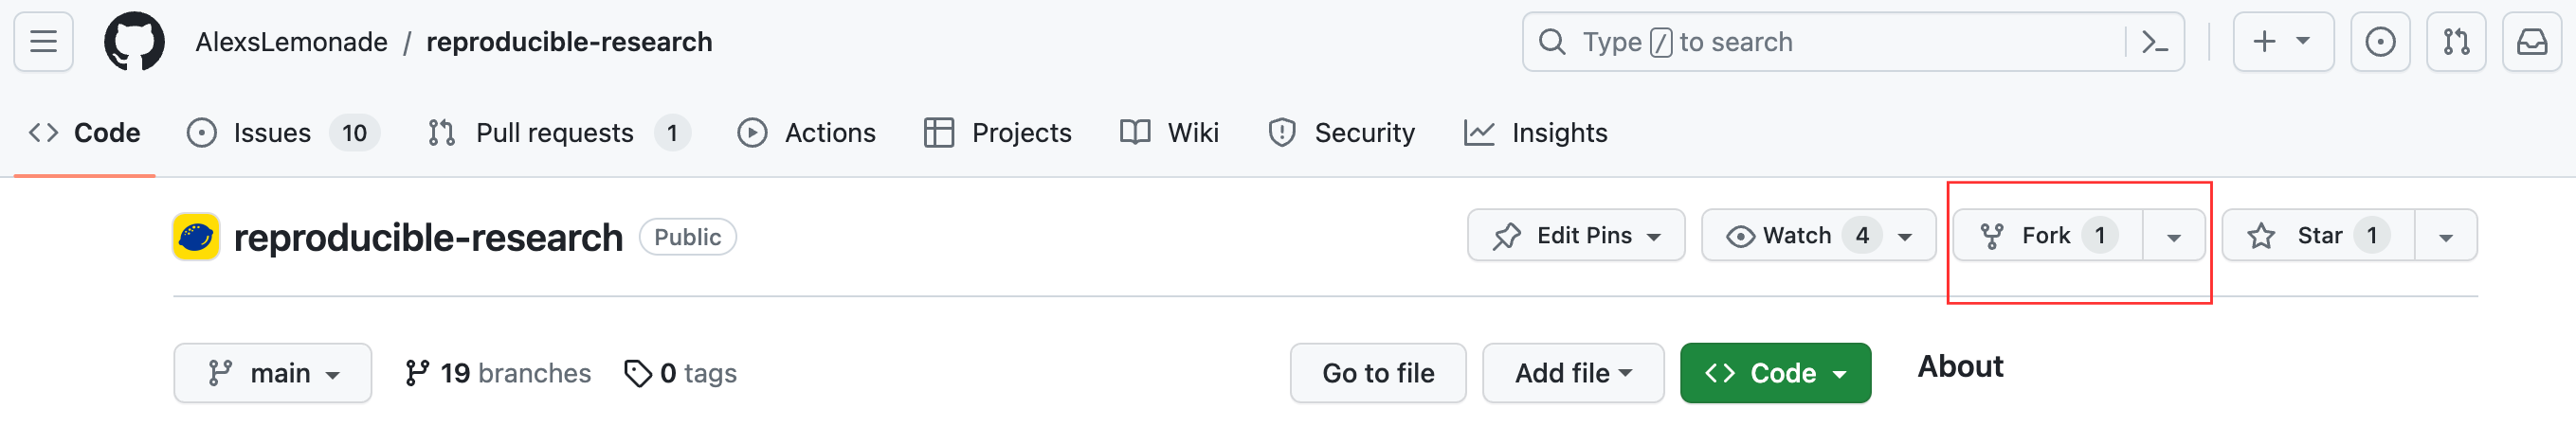 AlexsLemonade / reproducible-research Type / to search
Code Issues 10 Pull requests 1 Actions Projects Wiki Security Insights
reproducible-research Public Edit Pins Watch 4 Fork 1 Star 1
main 19 branches 0 tags Go to file Add file Code About